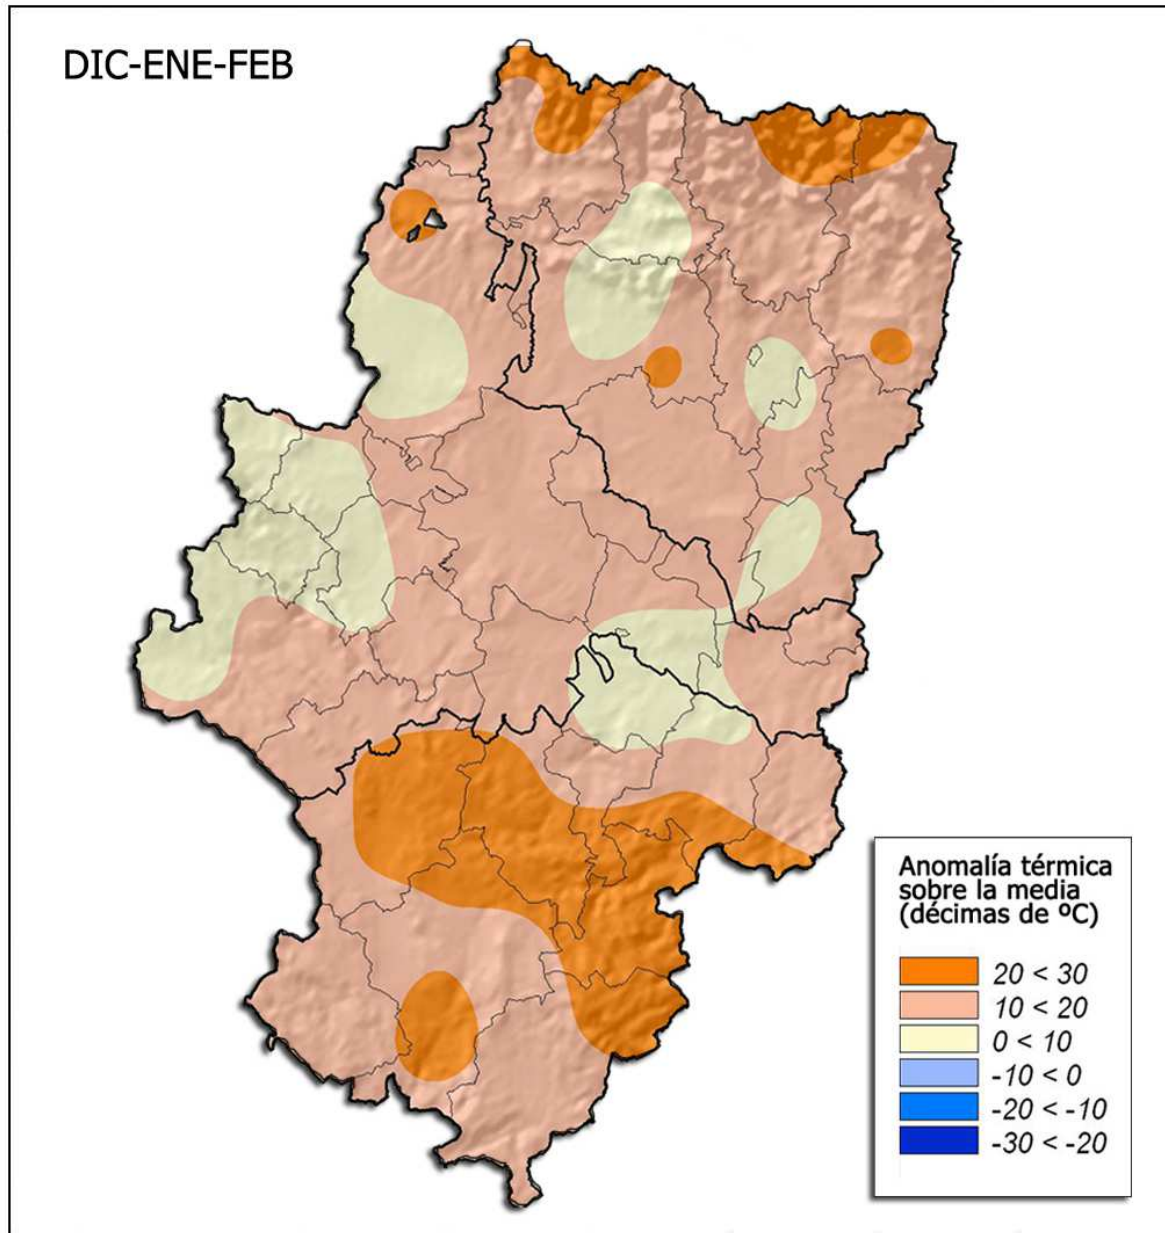 DIC-ENE-FEB
Anomalía térmica
sobre la media
(décimas de ºC)
20 < 30
10 < 20
0 < 10
-10 < 0
-20 < -10
-30 < -20